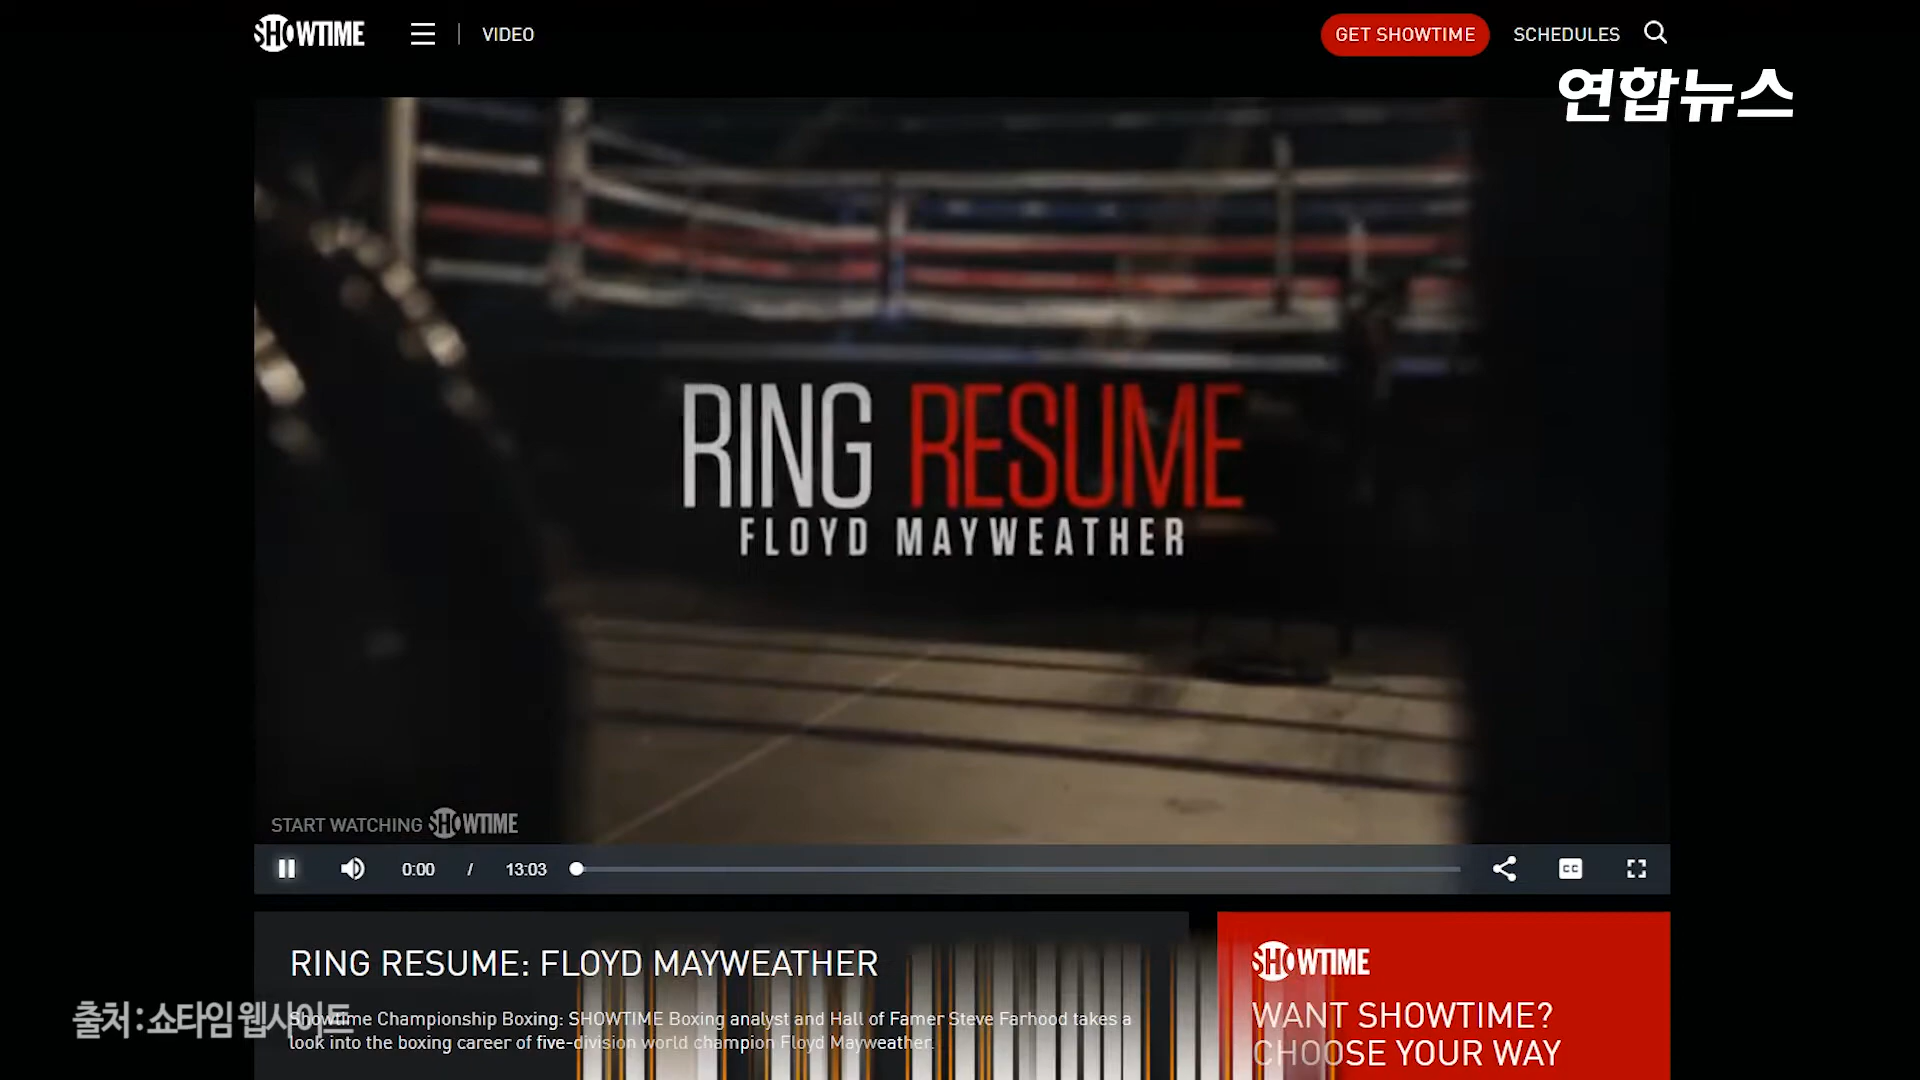 SHOWTIME
VIDEO
GET SHOWTIME
SCHEDULES
연합뉴스
RING RESUME
FLOYD MAYWEATHER
START WATCHING SHOWTIME
0:00 / 13:03
CC
RING RESUME: FLOYD MAYWEATHER
Showtime Championship Boxing: SHOWTIME Boxing analyst and Hall of Famer Steve Farhood takes a
look into the boxing career of five-division world champion Floyd Mayweather.
출처 : 쇼타임 웹사이트
SHOWTIME
WANT SHOWTIME?
CHOOSE YOUR WAY